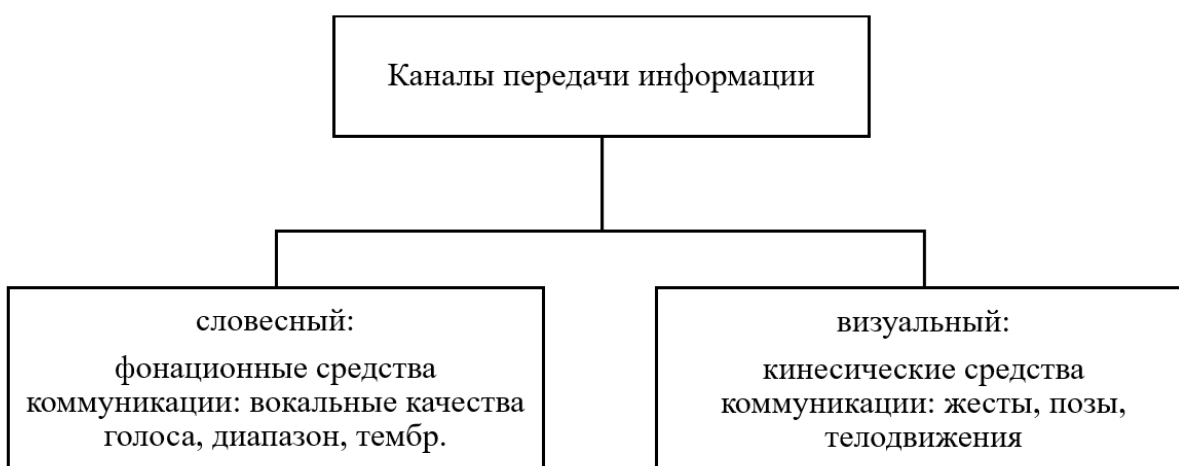 Каналы передачи информации
словесный:
фонационные средства
коммуникации: вокальные качества
голоса, диапазон, тембр.
визуальный:
кинесические средства
коммуникации: жесты, позы,
телодвижения